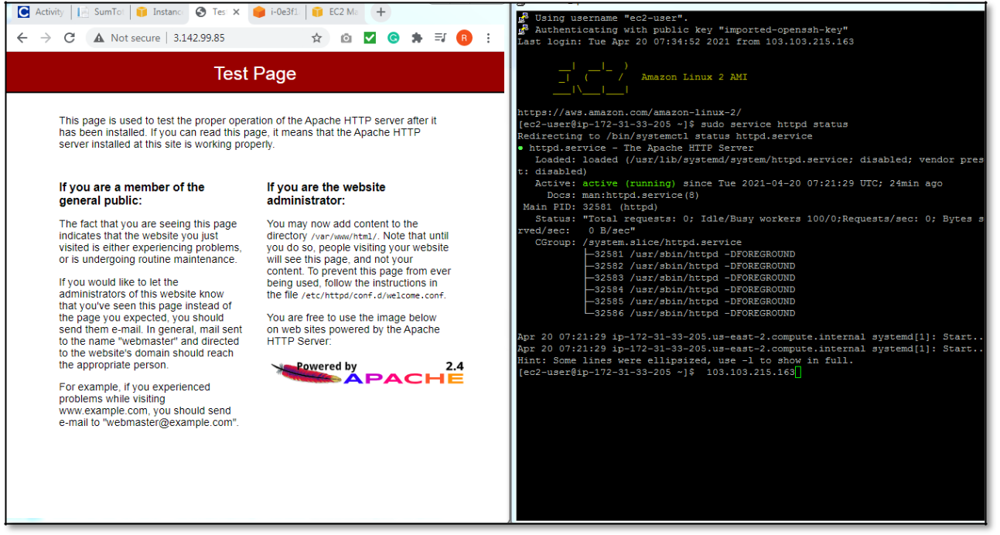 Activity
SumTo
Instanc
Tes
i-0e3f1
EC2 Ma
Not secure
3.142.99.85
R
Test Page
This page is used to test the proper operation of the Apache HTTP server after it
has been installed. If you can read this page, it means that the Apache HTTP
server installed at this site is working properly.
If you are a member of the
general public:
The fact that you are seeing this page
indicates that the website you just
visited is either experiencing problems,
or is undergoing routine maintenance.
If you would like to let the
administrators of this website know
that you've seen this page instead of
the page you expected, you should
send them e-mail. In general, mail sent
to the name "webmaster" and directed
to the website's domain should reach
the appropriate person.
For example, if you experienced
problems while visiting
www.example.com, you should send
e-mail to "webmaster@example.com".
If you are the website
administrator:
You may now add content to the
directory /var/www/html/. Note that until
you do so, people visiting your website
will see this page, and not your
content. To prevent this page from ever
being used, follow the instructions in
the file /etc/httpd/conf.d/welcome.conf.
You are free to use the image below
on web sites powered by the Apache
HTTP Server:
Powered by 2.4
APACHE
Using username "ec2-user".
Authenticating with public key "imported-openssh-key"
Last login: Tue Apr 20 07:34:52 2021 from 103.103.215.163
       __|  __|_  )
       _|  (     /   Amazon Linux 2 AMI
      ___|\___|___|
https://aws.amazon.com/amazon-linux-2/
[ec2-user@ip-172-31-33-205 ~]$ sudo service httpd status
Redirecting to /bin/systemctl status httpd.service
● httpd.service - The Apache HTTP Server
Loaded: loaded (/usr/lib/systemd/system/httpd.service; disabled; vendor pres
t: disabled)
Active: active (running) since Tue 2021-04-20 07:21:29 UTC; 24min ago
Docs: man:httpd.service(8)
Main PID: 32581 (httpd)
Status: "Total requests: 0; Idle/Busy workers 100/0;Requests/sec: 0; Bytes s
rved/sec:   0 B/sec"
CGroup: /system.slice/httpd.service
├─32581 /usr/sbin/httpd -DFOREGROUND
├─32582 /usr/sbin/httpd -DFOREGROUND
├─32583 /usr/sbin/httpd -DFOREGROUND
├─32584 /usr/sbin/httpd -DFOREGROUND
├─32585 /usr/sbin/httpd -DFOREGROUND
└─32586 /usr/sbin/httpd -DFOREGROUND
Apr 20 07:21:29 ip-172-31-33-205.us-east-2.compute.internal systemd[1]: Start..
Apr 20 07:21:29 ip-172-31-33-205.us-east-2.compute.internal systemd[1]: Start..
Hint: Some lines were ellipsized, use -l to show in full.
[ec2-user@ip-172-31-33-205 ~]$  103.103.215.163